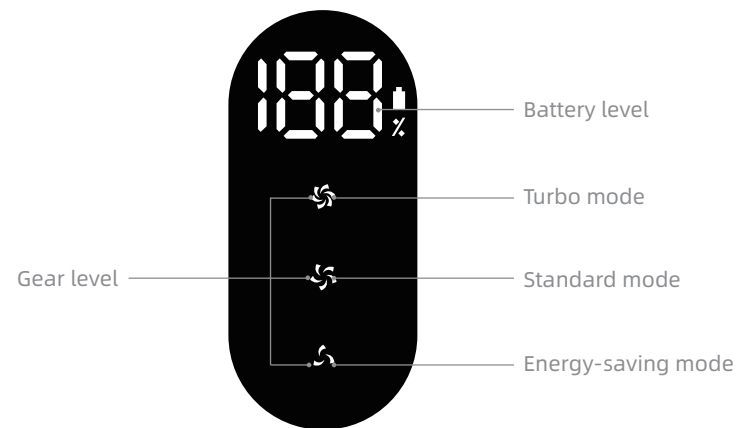 188
%
Battery level
Turbo mode
Gear level
Standard mode
Energy-saving mode